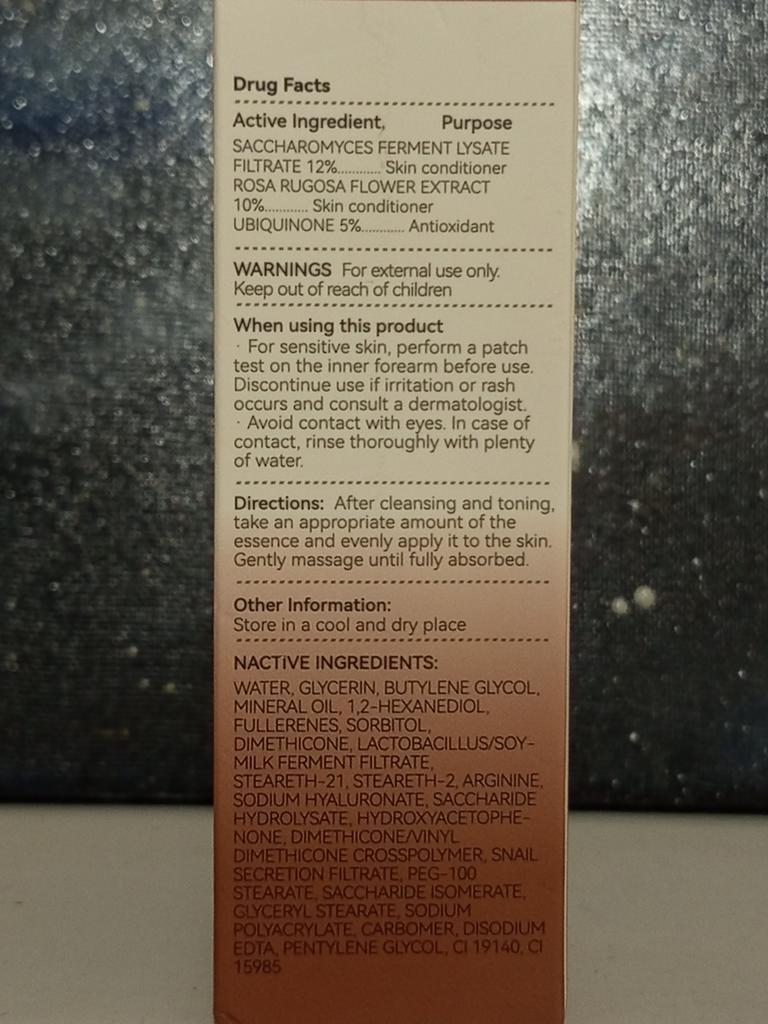 Drug Facts
Active Ingredient, Purpose
SACCHAROMYCES FERMENT LYSATE
FILTRATE 12%............ Skin conditioner
ROSA RUGOSA FLOWER EXTRACT
10%............ Skin conditioner
UBIQUINONE 5%............ Antioxidant
WARNINGS For external use only.
Keep out of reach of children
When using this product
· For sensitive skin, perform a patch
test on the inner forearm before use.
Discontinue use if irritation or rash
occurs and consult a dermatologist.
· Avoid contact with eyes. In case of
contact, rinse thoroughly with plenty
of water.
Directions: After cleansing and toning,
take an appropriate amount of the
essence and evenly apply it to the skin.
Gently massage until fully absorbed.
Other Information:
Store in a cool and dry place
NACTiVE INGREDIENTS:
WATER, GLYCERIN, BUTYLENE GLYCOL,
MINERAL OIL, 1,2-HEXANEDIOL,
FULLERENES, SORBITOL,
DIMETHICONE, LACTOBACILLUS/SOY-
MILK FERMENT FILTRATE,
STEARETH-21, STEARETH-2, ARGININE,
SODIUM HYALURONATE, SACCHARIDE
HYDROLYSATE, HYDROXYACETOPHE-
NONE, DIMETHICONE/VINYL
DIMETHICONE CROSSPOLYMER, SNAIL
SECRETION FILTRATE, PEG-100
STEARATE, SACCHARIDE ISOMERATE,
GLYCERYL STEARATE, SODIUM
POLYACRYLATE, CARBOMER, DISODIUM
EDTA, PENTYLENE GLYCOL, CI 19140, CI
15985